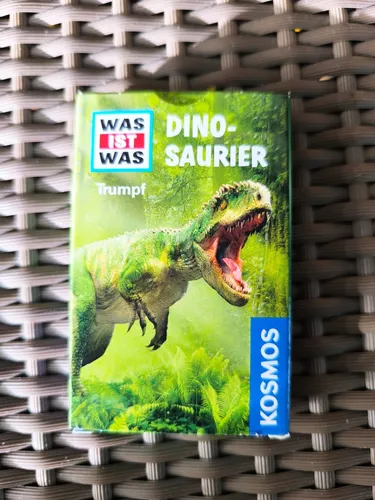 WAS
IST
WAS
Trumpf
DINO-
SAURIER
KOSMOS